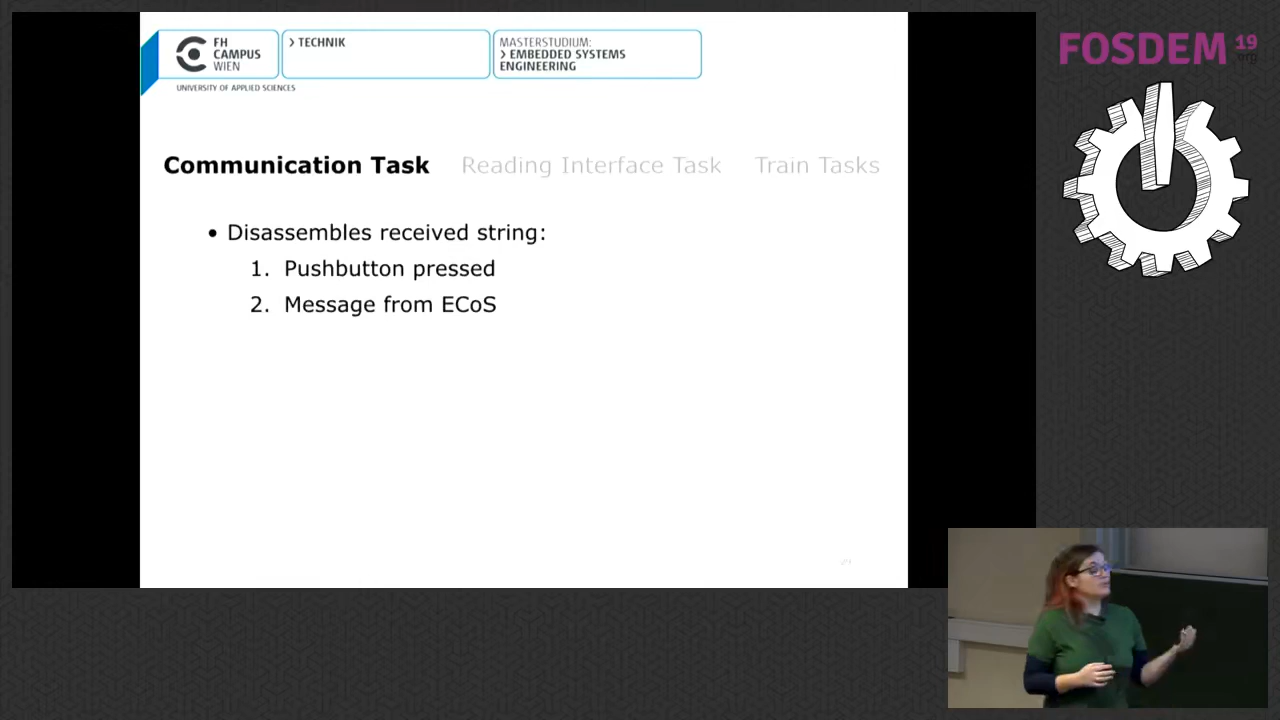 FH
CAMPUS
WIEN
> TECHNIK
MASTERSTUDIUM:
> EMBEDDED SYSTEMS
ENGINEERING
UNIVERSITY OF APPLIED SCIENCES
FOSDEM 19
.org
Communication Task Reading Interface Task Train Tasks
• Disassembles received string:
1. Pushbutton pressed
2. Message from ECoS